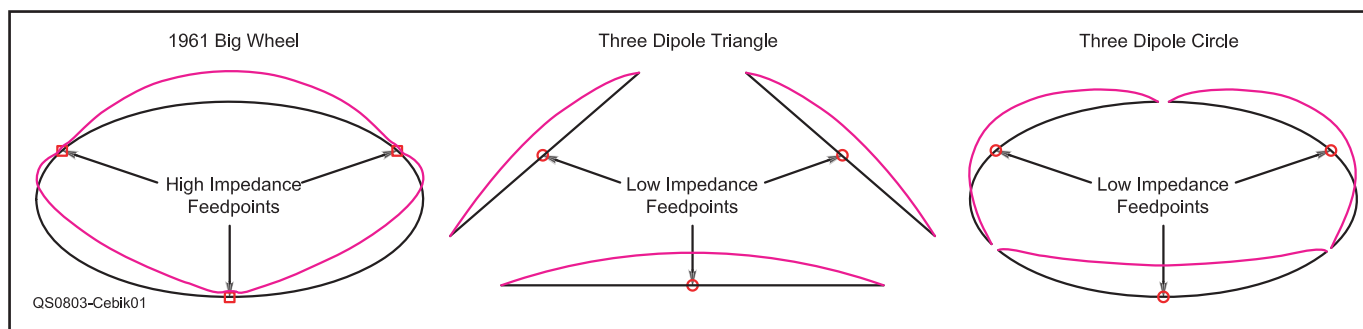 1961 Big Wheel
High Impedance
Feedpoints
QS0803-Cebik01
Three Dipole Triangle
Low Impedance
Feedpoints
Three Dipole Circle
Low Impedance
Feedpoints